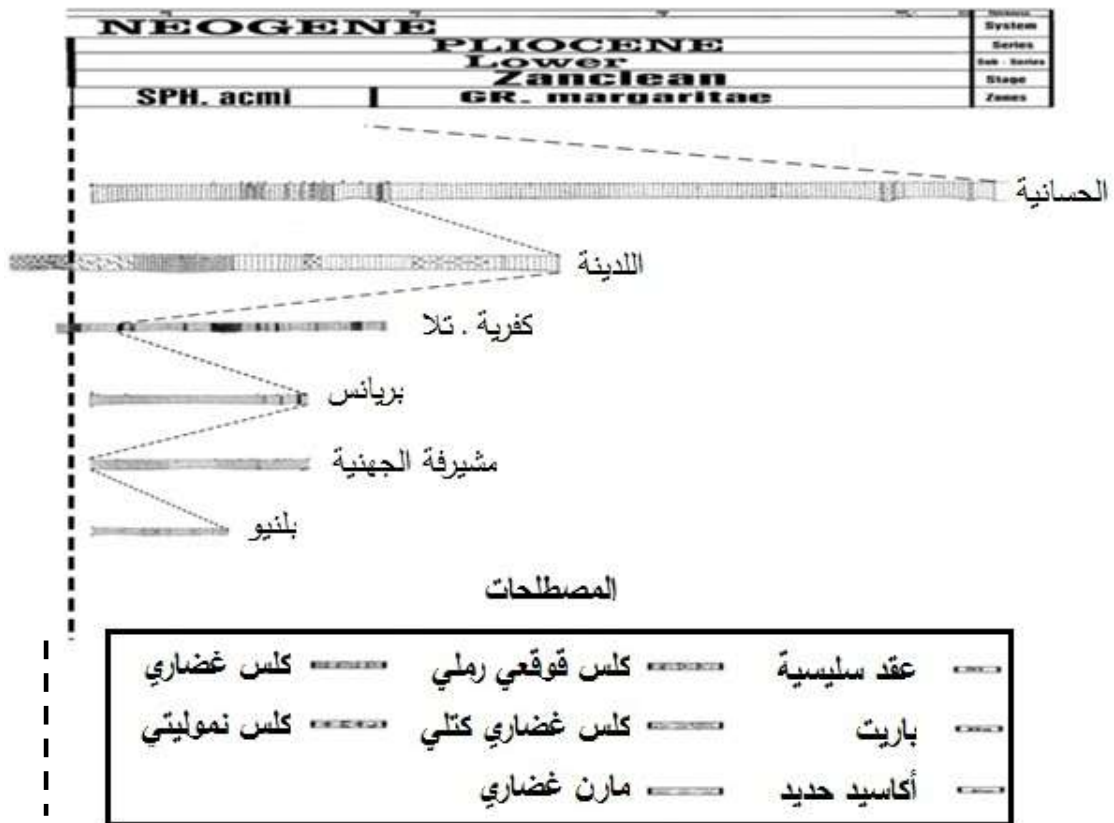 NEOGENE System
PLIOCENE Series
Lower Sub - Series
Zanclean Stage
SPH. acmi GR. margaritae Zones
الحسانية
اللدينة
كفرية . تلا
بريانس
مشيرفة الجهنية
بلنيو
المصطلحات
عقد سليسية كلس قوقعي رملي كلس غضاري
باريت كلس غضاري كتلي كلس نموليتي
أكاسيد حديد مارن غضاري